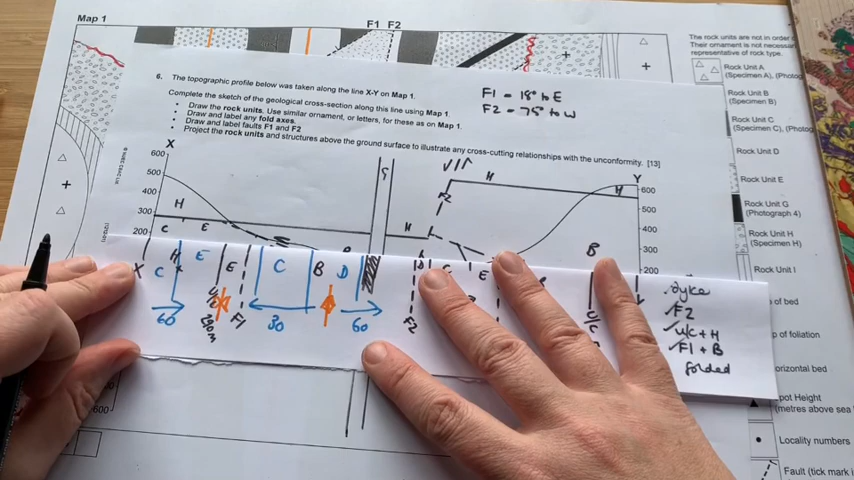 Map 1
F1 F2
The rock units are not in order
Their ornament is not necessar
representative of rock type.
Rock Unit A
(Specimen A), (Photog
Rock Unit B
(Specimen B)
Rock Unit C
(Specimen C), (Photog
Rock Unit D
Rock Unit E
Rock Unit G
(Photograph 4)
Rock Unit H
Rock Unit I
of bed
p of foliation
orizontal bed
pot Height
(metres above sea
Locality numbers
Fault (tick mark i
6. The topographic profile below was taken along the line X-Y on Map 1.
Complete the sketch of the geological cross-section along this line using Map 1.
• Draw the rock units. Use similar ornament, or letters, for these as on Map 1.
• Draw and label any fold axes.
• Draw and label faults F1 and F2
• Project the rock units and structures above the ground surface to illustrate any cross-cutting relationships with the unconformity. [13]
F1 = 18° to E
F2 = 75° to W
X
600
500
400
300
200
Y
600
500
400
300
200
600
H
C E
H
H
H
B
X
C H E E C B D
F1
F2
60 30 60
U/C
dyke
F2
U/C + H
F1 + B
folded